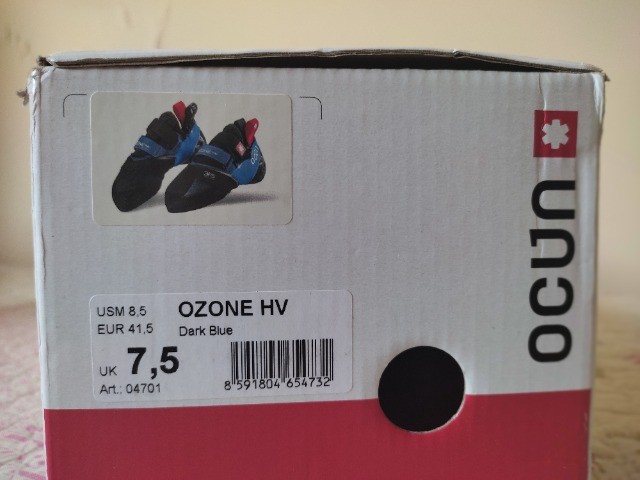 USM 8,5 OZONE HV
EUR 41,5 Dark Blue
UK 7,5
Art.: 04701
8 591804 654732
OCUN